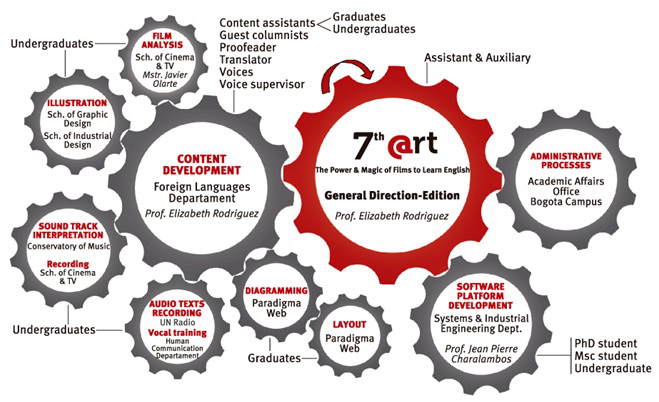 Undergraduates
FILM
ANALYSIS
Sch. of Cinema
& TV
Mstr. Javier
Olarte
Content assistants
Graduates
Undergraduates
Guest columnists
Proofeader
Translator
Voices
Voice supervisor
Assistant & Auxiliary
ILLUSTRATION
Sch. of Graphic
Design
Sch. of Industrial
Design
CONTENT
DEVELOPMENT
Foreign Languages
Departament
Prof. Elizabeth Rodriguez
7th @rt
The Power & Magic of Films to Learn English
General Direction-Edition
Prof. Elizabeth Rodriguez
ADMINISTRATIVE
PROCESSES
Academic Affairs
Office
Bogota Campus
SOUND TRACK
INTERPRETATION
Conservatory of Music
Recording
Sch. of Cinema
& TV
Undergraduates
AUDIO TEXTS
RECORDING
UN Radio
Vocal training
Human
Communication
Departament
DIAGRAMMING
Paradigma
Web
LAYOUT
Paradigma
Web
Graduates
SOFTWARE
PLATFORM
DEVELOPMENT
Systems & Industrial
Engineering Dept.
Prof. Jean Pierre
Charalambos
PhD student
Msc student
Undergraduate